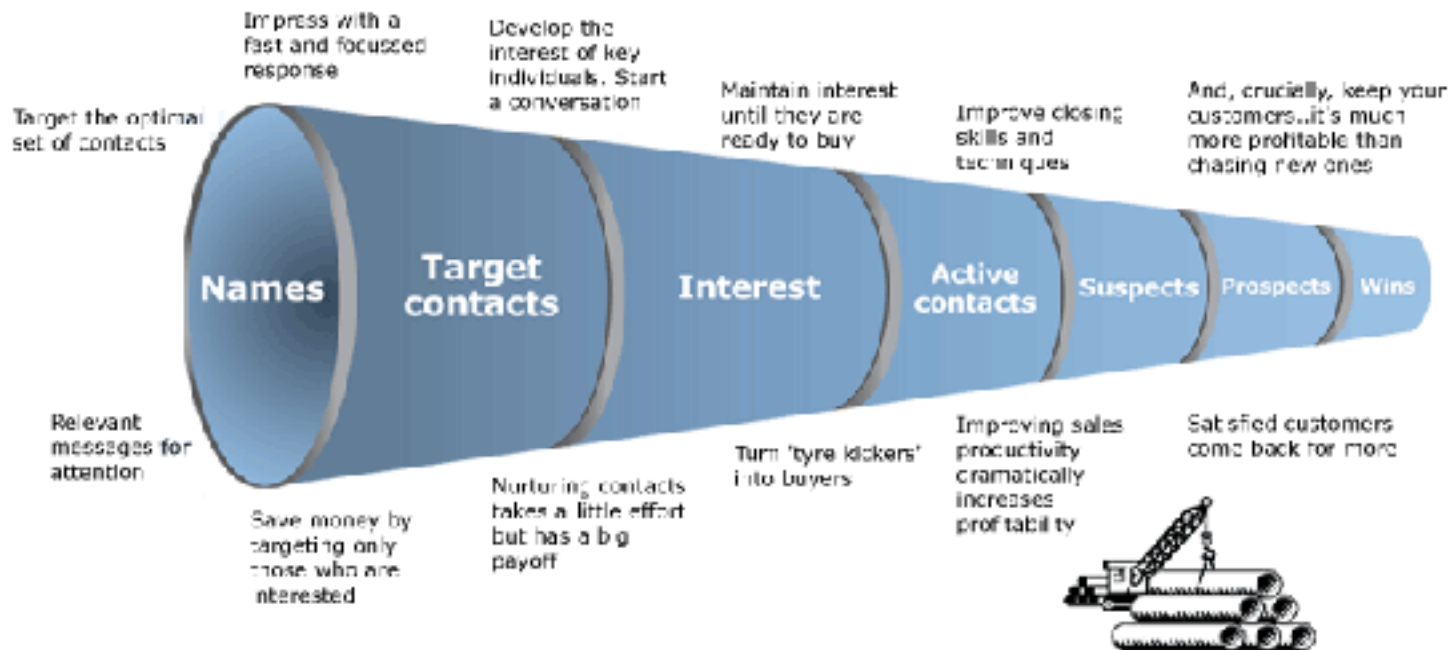 Impress with a
fast and focussed
response
Develop the
interest of key
individuals. Start
a conversation
Maintain interest
until they are
ready to buy
Improve closing
skills and
techniques
And, crucially, keep your
customers..it's much
more profitable than
chasing new ones
Target the optimal
set of contacts
Names
Target
contacts
Interest
Active
contacts
Suspects
Prospects
Wins
Relevant
messages for
attention
Save money by
targeting only
those who are
interested
Nurturing contacts
takes a little effort
but has a big
payoff
Turn 'tyre kickers'
into buyers
Improving sales
productivity
dramatically
increases
profitability
Satisfied customers
come back for more